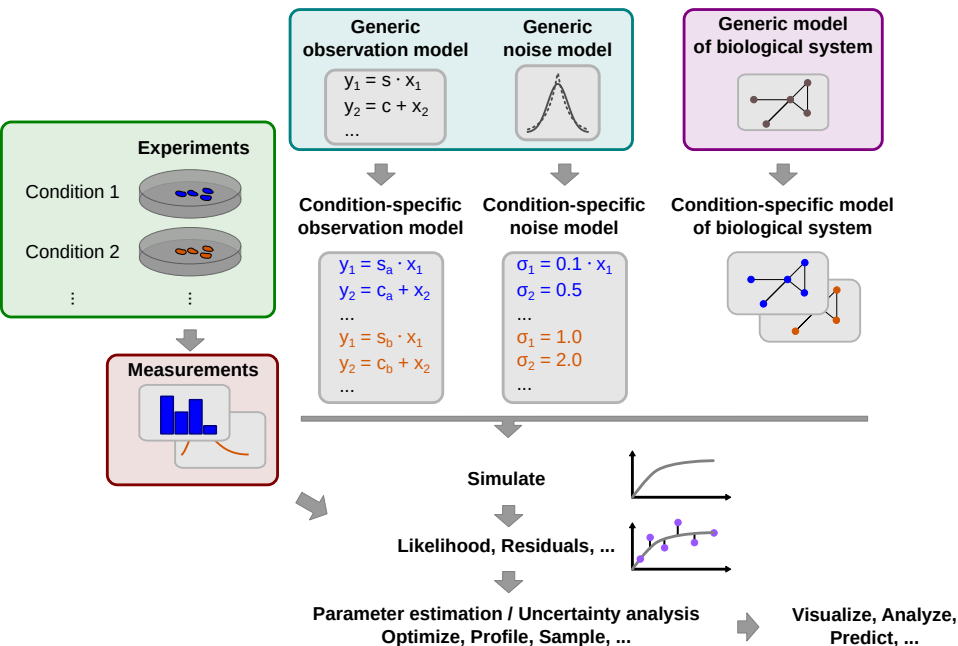 Generic
observation model
y₁ = s · x₁
y₂ = c + x₂
...
Generic
noise model
Generic model
of biological system
Experiments
Condition 1
Condition 2
⋮ ⋮
Condition-specific
observation model
y₁ = sₐ · x₁
y₂ = cₐ + x₂
...
y₁ = s_b · x₁
y₂ = c_b + x₂
...
Condition-specific
noise model
σ₁ = 0.1 · x₁
σ₂ = 0.5
...
σ₁ = 1.0
σ₂ = 2.0
...
Condition-specific model
of biological system
Measurements
Simulate
Likelihood, Residuals, ...
Parameter estimation / Uncertainty analysis
Optimize, Profile, Sample, ...
Visualize, Analyze,
Predict, ...